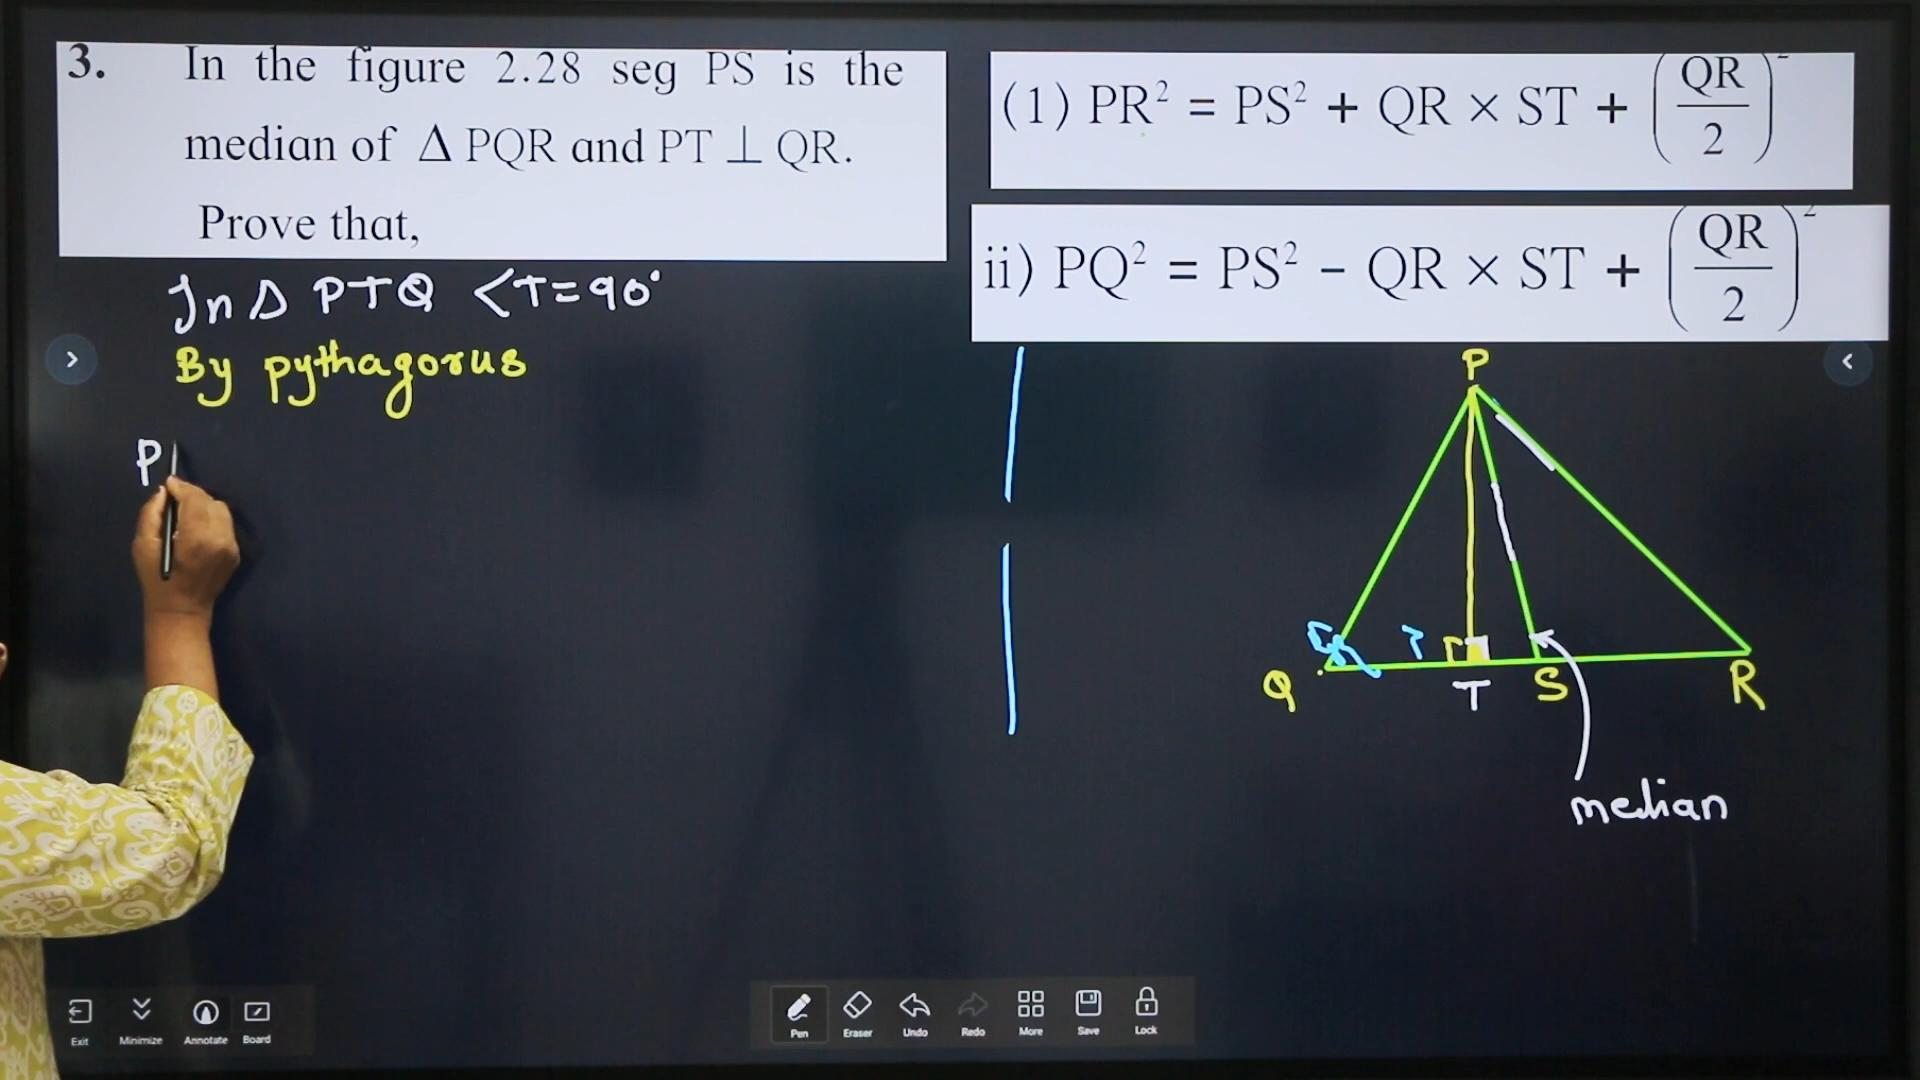 3. In the figure 2.28 seg PS is the
median of Δ PQR and PT ⊥ QR.
Prove that,
(1) PR² = PS² + QR × ST + (QR/2)²
ii) PQ² = PS² - QR × ST + (QR/2)²
In Δ PTQ <T=90°
By pythagorus
P
P
Q
T
S
R
median
Exit
Minimize
Annotate
Board
Pen
Eraser
Undo
Redo
More
Save
Lock